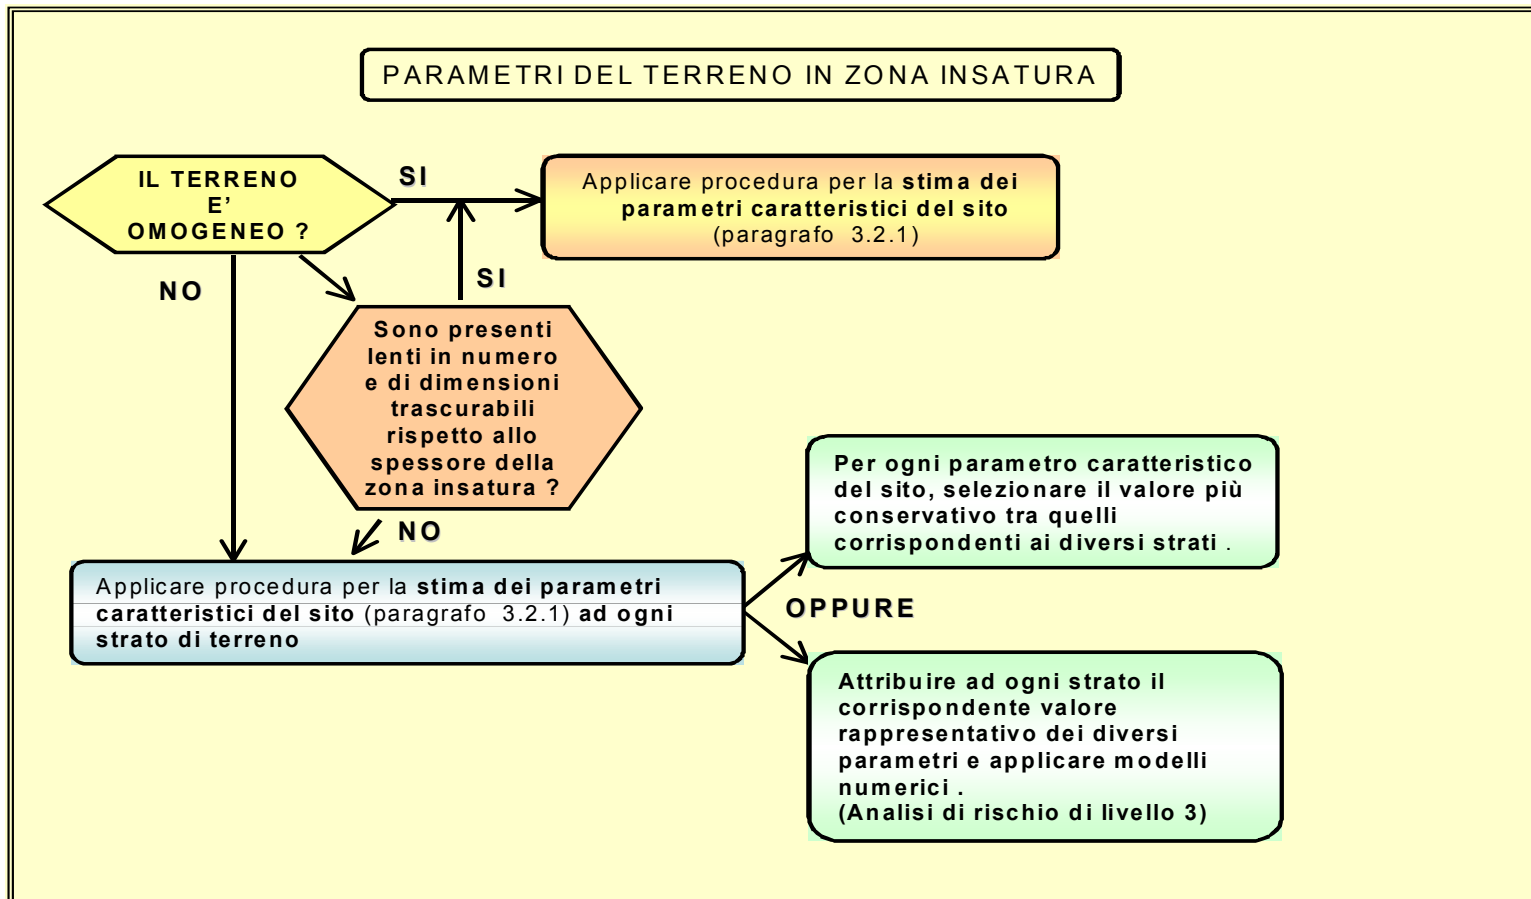 PARAMETRI DEL TERRENO IN ZONA INSATURA
IL TERRENO
E’
OMOGENEO ?
SI
Applicare procedura per la stima dei
parametri caratteristici del sito
(paragrafo 3.2.1)
NO
SI
Sono presenti
lenti in numero
e di dimensioni
trascurabili
rispetto allo
spessore della
zona insatura ?
NO
Applicare procedura per la stima dei parametri
caratteristici del sito (paragrafo 3.2.1) ad ogni
strato di terreno
Per ogni parametro caratteristico
del sito, selezionare il valore più
conservativo tra quelli
corrispondenti ai diversi strati .
OPPURE
Attribuire ad ogni strato il
corrispondente valore
rappresentativo dei diversi
parametri e applicare modelli
numerici .
(Analisi di rischio di livello 3)